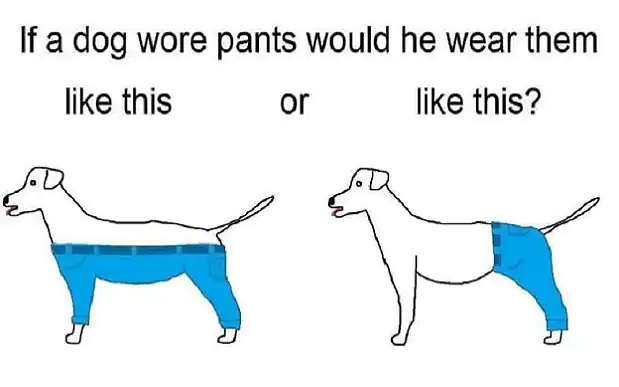 If a dog wore pants would he wear them
like this or like this?